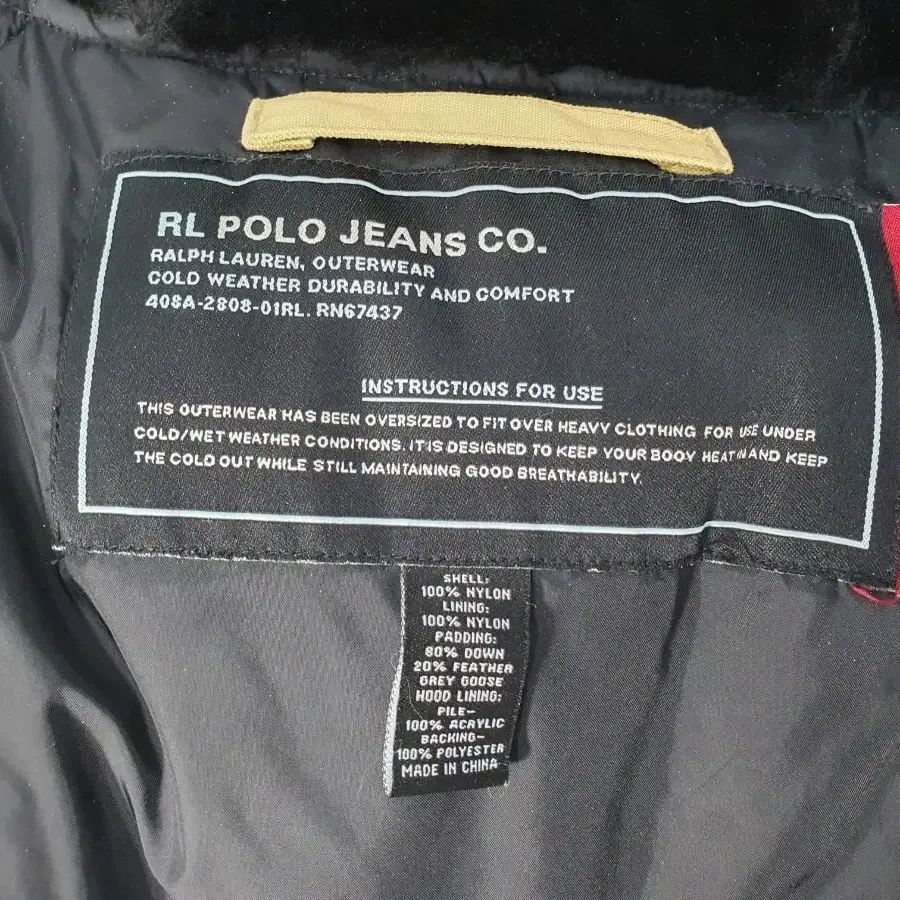 RL POLO JEANS CO.
RALPH LAUREN, OUTERWEAR
COLD WEATHER DURABILITY AND COMFORT
408A-2808-01RL. RN67437
INSTRUCTIONS FOR USE
THIS OUTERWEAR HAS BEEN OVERSIZED TO FIT OVER HEAVY CLOTHING FOR USE UNDER
COLD/WET WEATHER CONDITIONS. IT IS DESIGNED TO KEEP YOUR BODY HEAT IN AND KEEP
THE COLD OUT WHILE STILL MAINTAINING GOOD BREATHABILITY.
SHELL:
100% NYLON
LINING:
100% NYLON
PADDING:
80% DOWN
20% FEATHER
GREY GOOSE
HOOD LINING:
PILE-
100% ACRYLIC
BACKING-
100% POLYESTER
MADE IN CHINA